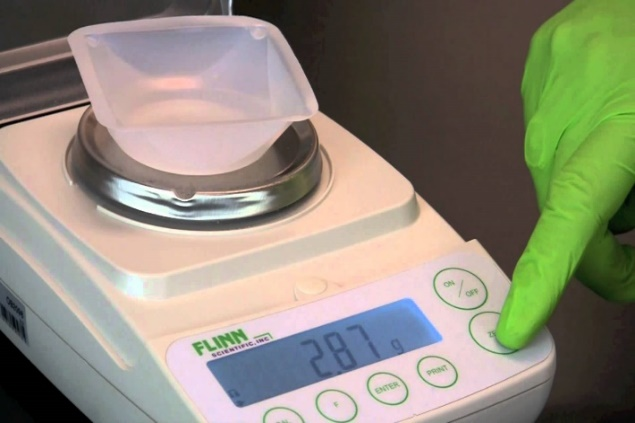 ON / OFF
FLINN
SCIENTIFIC, INC
2.87 g
PRINT
ENTER